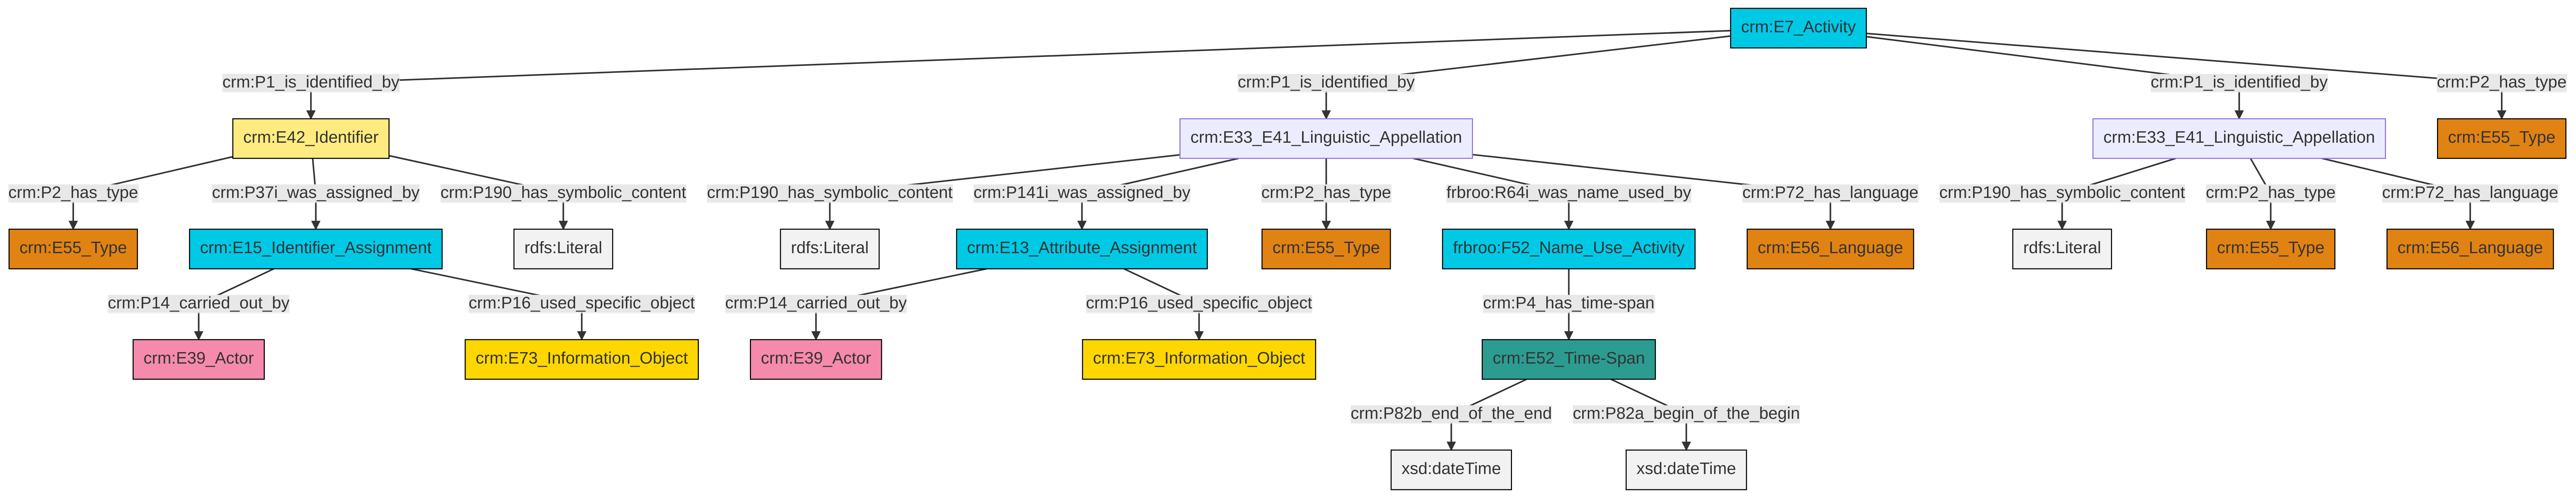 crm:E7_Activity
crm:P1_is_identified_by
crm:P1_is_identified_by
crm:P1_is_identified_by
crm:P2_has_type
crm:E42_Identifier
crm:E33_E41_Linguistic_Appellation
crm:E33_E41_Linguistic_Appellation
crm:E55_Type
crm:P2_has_type
crm:P37i_was_assigned_by
crm:P190_has_symbolic_content
crm:P190_has_symbolic_content
crm:P141i_was_assigned_by
crm:P2_has_type
frbroo:R64i_was_name_used_by
crm:P72_has_language
crm:P190_has_symbolic_content
crm:P2_has_type
crm:P72_has_language
crm:E55_Type
crm:E15_Identifier_Assignment
rdfs:Literal
rdfs:Literal
crm:E13_Attribute_Assignment
crm:E55_Type
frbroo:F52_Name_Use_Activity
crm:E56_Language
rdfs:Literal
crm:E55_Type
crm:E56_Language
crm:P14_carried_out_by
crm:P16_used_specific_object
crm:P14_carried_out_by
crm:P16_used_specific_object
crm:P4_has_time-span
crm:E39_Actor
crm:E73_Information_Object
crm:E39_Actor
crm:E73_Information_Object
crm:E52_Time-Span
crm:P82b_end_of_the_end
crm:P82a_begin_of_the_begin
xsd:dateTime
xsd:dateTime